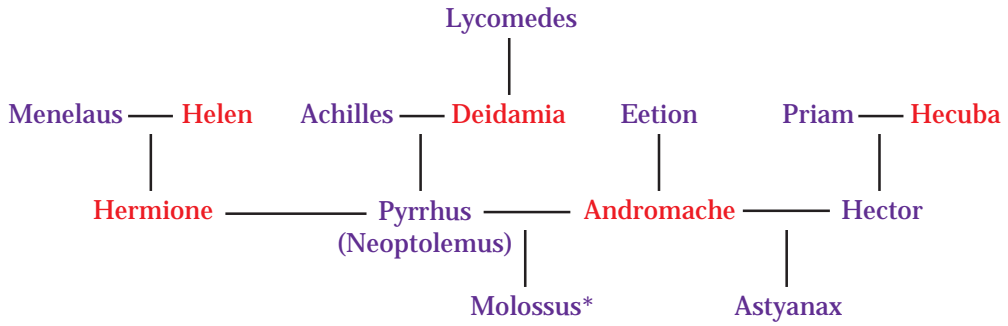 Lycomedes
Menelaus Helen Achilles Deidamia Eetion Priam Hecuba
Hermione Pyrrhus Andromache Hector
(Neoptolemus)
Molossus* Astyanax